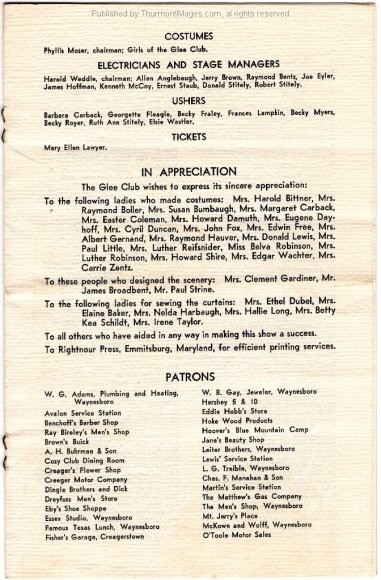 Published by ThurmontImages.com, all rights reserved.
COSTUMES
Phyllis Moser, chairman; Girls of the Glee Club.
ELECTRICIANS AND STAGE MANAGERS
Harold Weddle, chairman; Allen Anglebaugh, Jerry Brown, Raymond Bentz, Joe Eyler,
James Hoffman, Kenneth McCoy, Ernest Staub, Donald Stitely, Robert Stitely.
USHERS
Barbara Carback, Georgette Fleagle, Becky Fraley, Frances Lampkin, Becky Myers,
Becky Royer, Ruth Ann Stitely, Elsie Wastler.
TICKETS
Mary Ellen Lawyer.
IN APPRECIATION
The Glee Club wishes to express its sincere appreciation:
To the following ladies who made costumes: Mrs. Harold Bittner, Mrs.
Raymond Boller, Mrs. Susan Bumbaugh, Mrs. Margaret Carback,
Mrs. Easter Coleman, Mrs. Howard Damuth, Mrs. Eugene Day-
hoff, Mrs. Cyril Duncan, Mrs. John Fox, Mrs. Edwin Free, Mrs.
Albert Gernand, Mrs. Raymond Hauver, Mrs. Donald Lewis, Mrs.
Paul Little, Mrs. Luther Reifsnider, Miss Belva Robinson, Mrs.
Luther Robinson, Mrs. Howard Shire, Mrs. Edgar Wachter, Mrs.
Carrie Zentz.
To these people who designed the scenery: Mrs. Clement Gardiner, Mr.
James Broadbent, Mr. Paul Strine.
To the following ladies for sewing the curtains: Mrs. Ethel Dubel, Mrs.
Elaine Baker, Mrs. Nelda Harbaugh, Mrs. Hallie Long, Mrs. Betty
Kea Schildt, Mrs. Irene Taylor.
To all others who have aided in any way in making this show a success.
To Rightnour Press, Emmitsburg, Maryland, for efficient printing services.
PATRONS
W. G. Adams, Plumbing and Heating,
Waynesboro
Avalon Service Station
Benchoff's Barber Shop
Ray Bireley's Men's Shop
Brown's Buick
A. H. Buhrman & Son
Cozy Club Dining Room
Creager's Flower Shop
Creeger Motor Company
Dingle Brothers and Dick
Dreyfuss Men's Store
Eby's Shoe Shoppe
Essex Studio, Waynesboro
Famous Texas Lunch, Waynesboro
Fisher's Garage, Creagerstown
W. B. Gay, Jeweler, Waynesboro
Hershey 5 & 10
Eddie Hobb's Store
Hoke Wood Products
Hoover's Blue Mountain Camp
Jane's Beauty Shop
Leiter Brothers, Waynesboro
Lewis' Service Station
L. G. Treible, Waynesboro
Chas. F. Manahan & Son
Martin's Service Station
The Matthew's Gas Company
The Men's Shop, Waynesboro
Mt. Jerry's Place
McKown and Wolff, Waynesboro
O'Toole Motor Sales